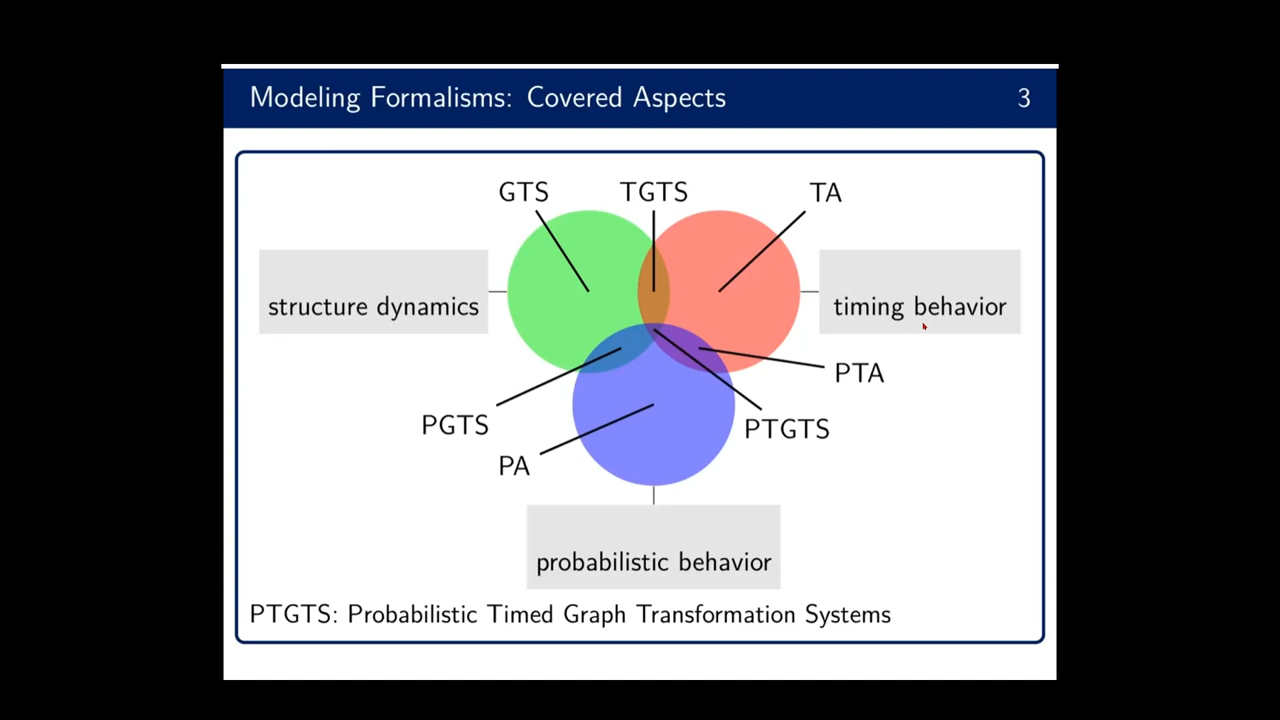 Modeling Formalisms: Covered Aspects 3
GTS TGTS TA
structure dynamics
timing behavior
PTA
PGTS
PTGTS
PA
probabilistic behavior
PTGTS: Probabilistic Timed Graph Transformation Systems